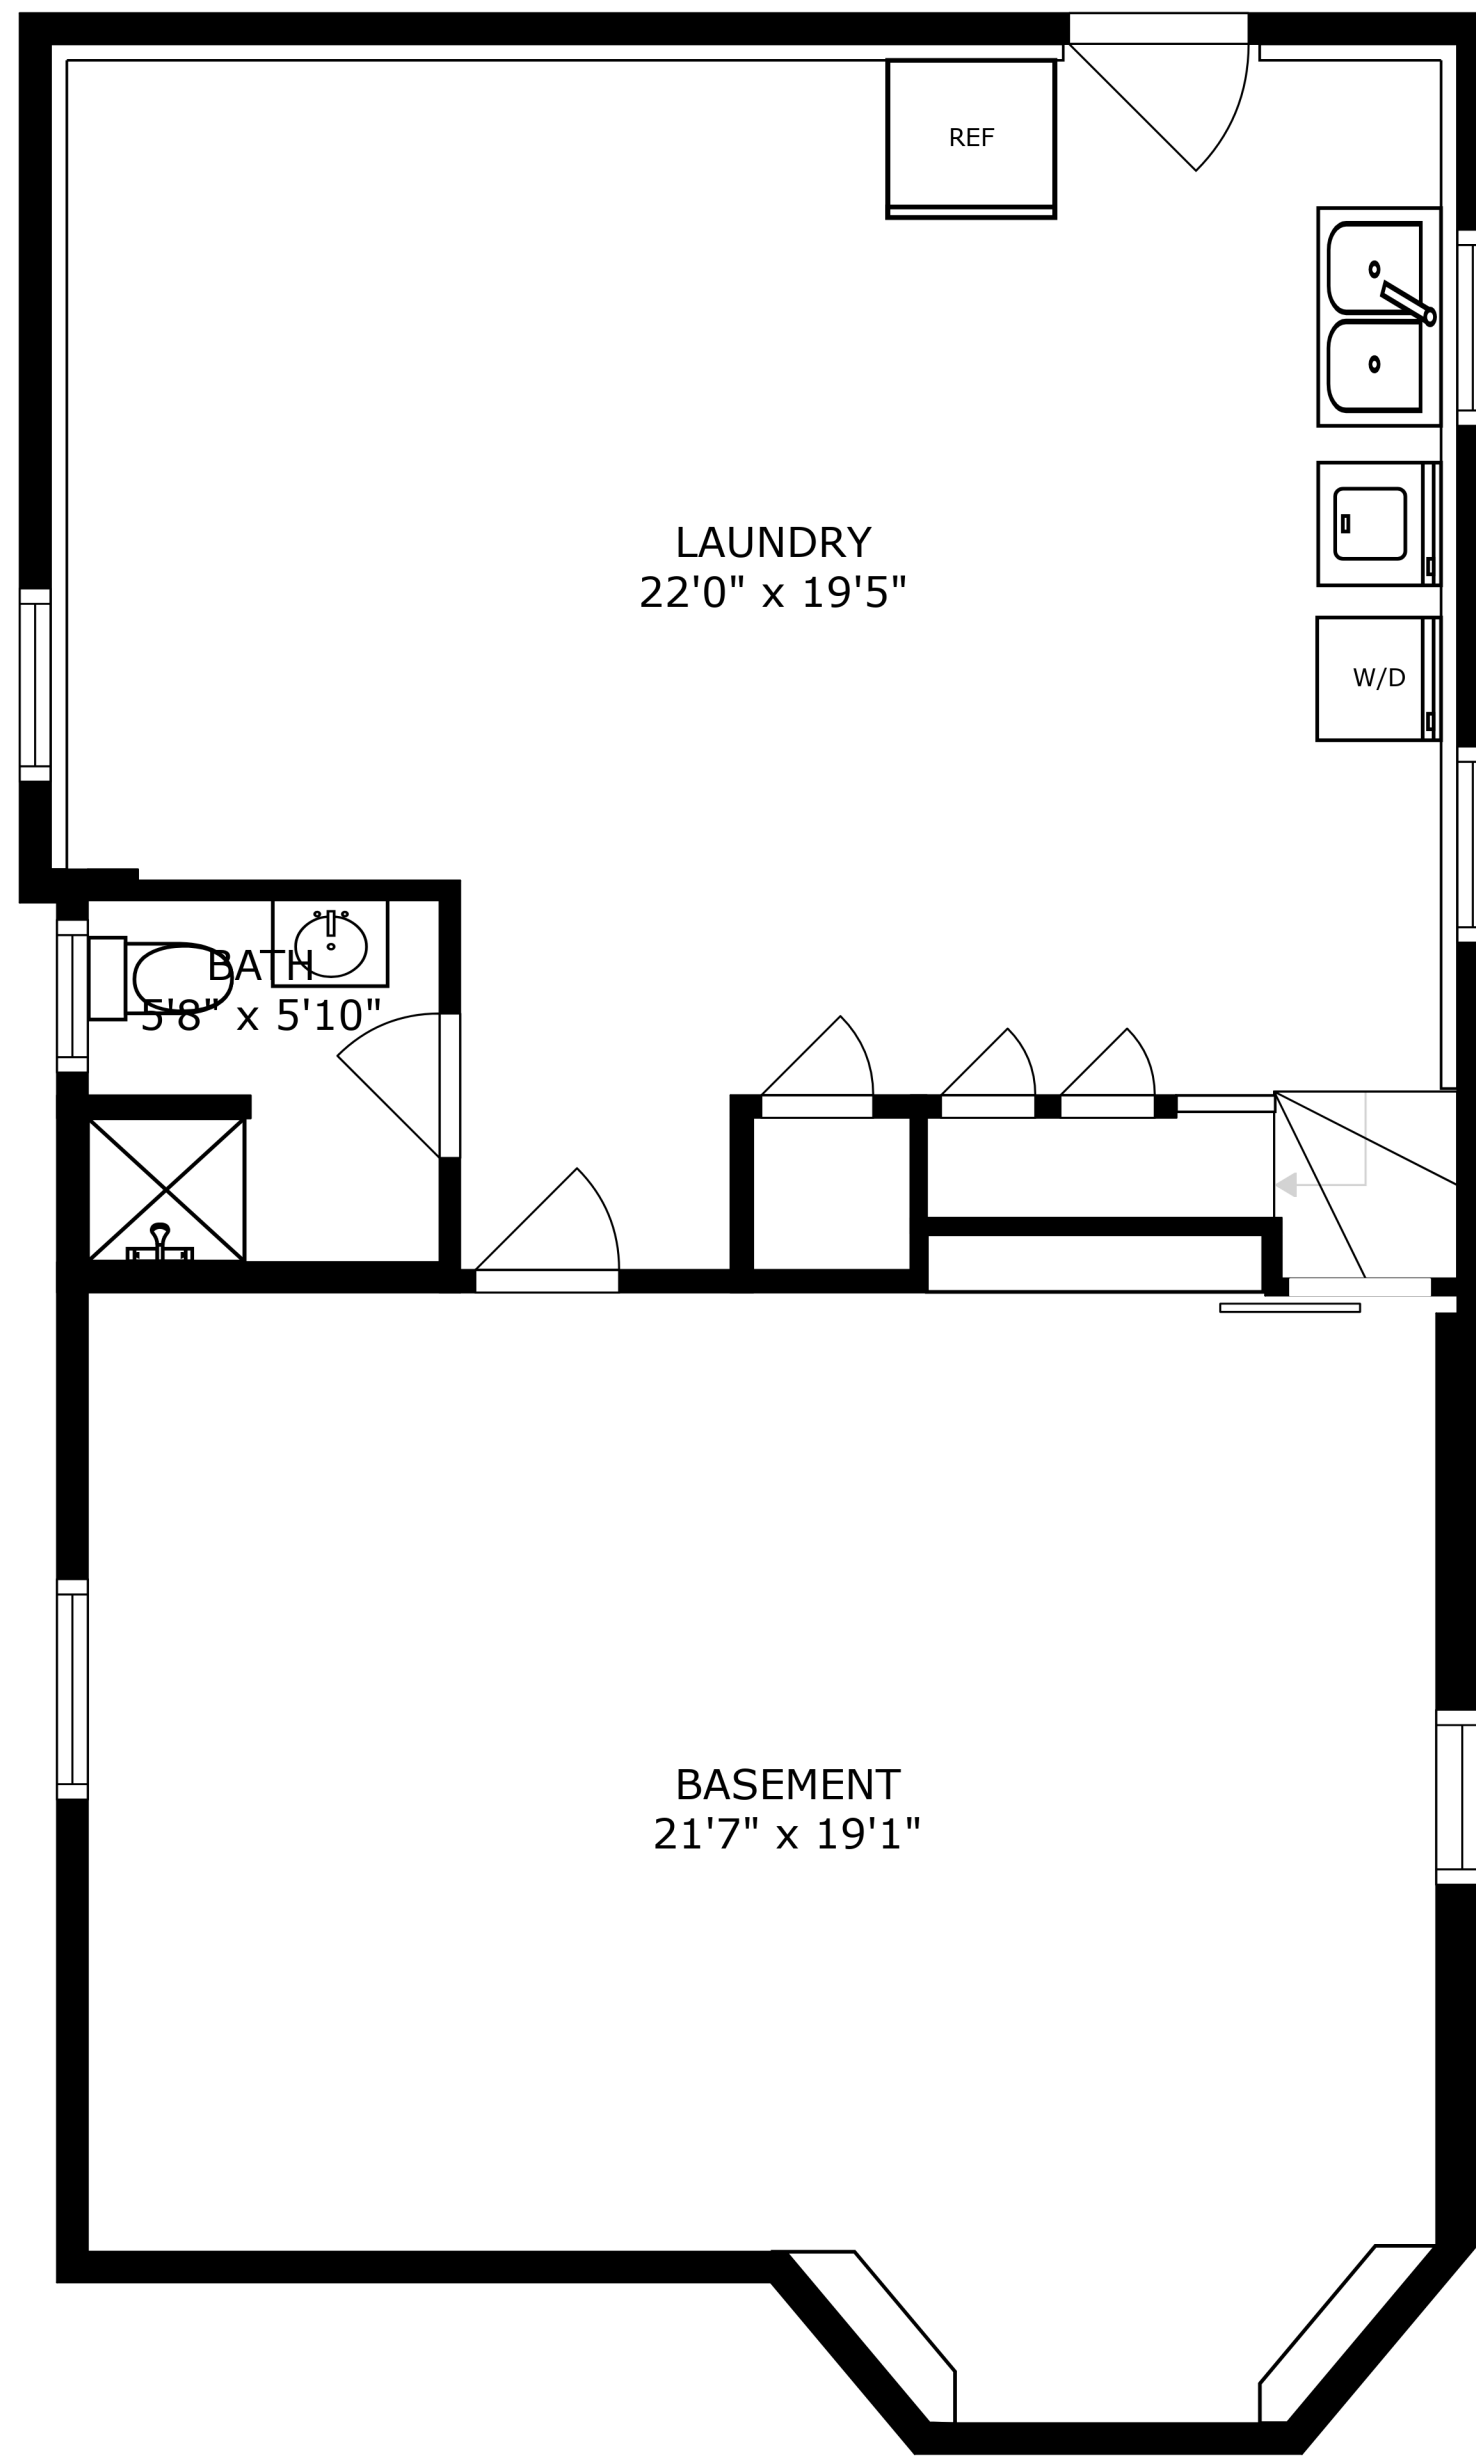 REF
LAUNDRY
22'0" x 19'5"
W/D
BATH
5'8" x 5'10"
BASEMENT
21'7" x 19'1"